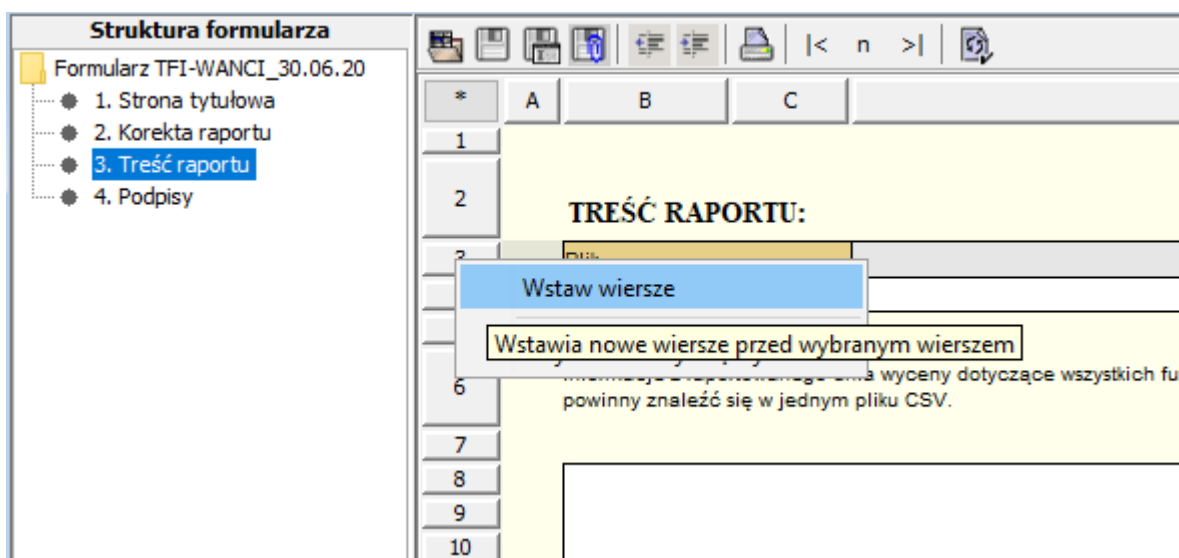 Struktura formularza
Formularz TFI-WANCI_30.06.20
1. Strona tytułowa
2. Korekta raportu
3. Treść raportu
4. Podpisy
|< n >|
* A B C
1
2
TREŚĆ RAPORTU:
3
Plik
Wstaw wiersze
Wstawia nowe wiersze przed wybranym wierszem
wyceny dotyczące wszystkich fu
6
powinny znaleźć się w jednym pliku CSV.
7
8
9
10